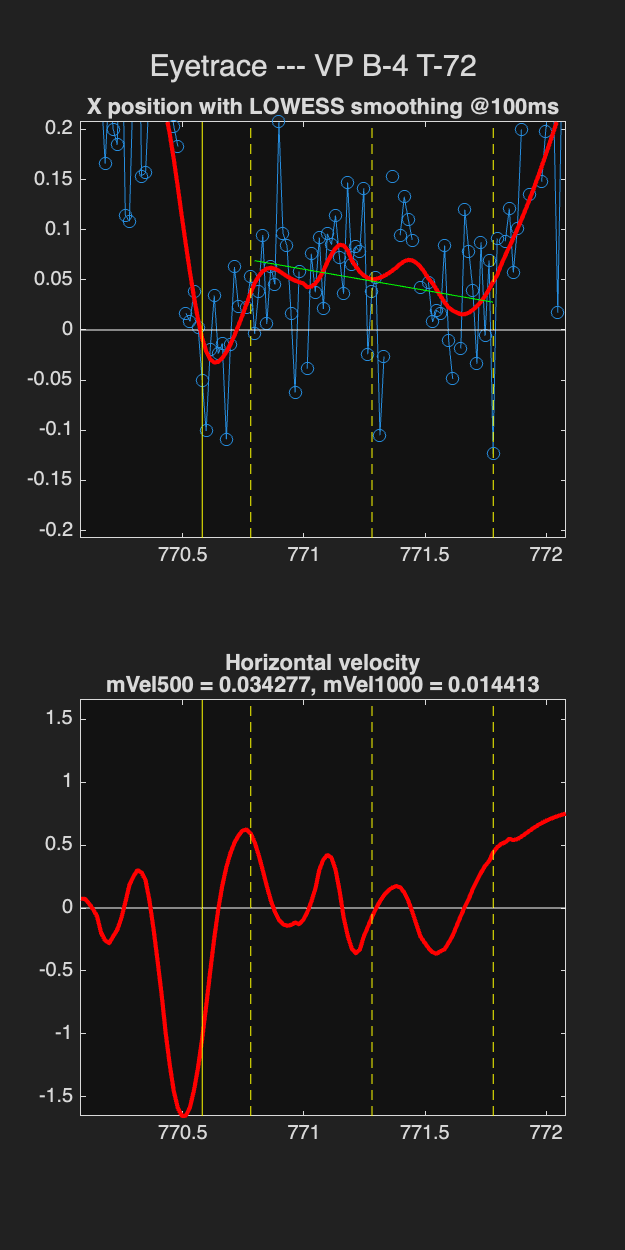 Eyetrace --- VP B-4 T-72
X position with LOWESS smoothing @100ms
0.2
0.15
0.1
0.05
0
-0.05
-0.1
-0.15
-0.2
770.5 771 771.5 772
Horizontal velocity
mVel500 = 0.034277, mVel1000 = 0.014413
1.5
1
0.5
0
-0.5
-1
-1.5
770.5 771 771.5 772